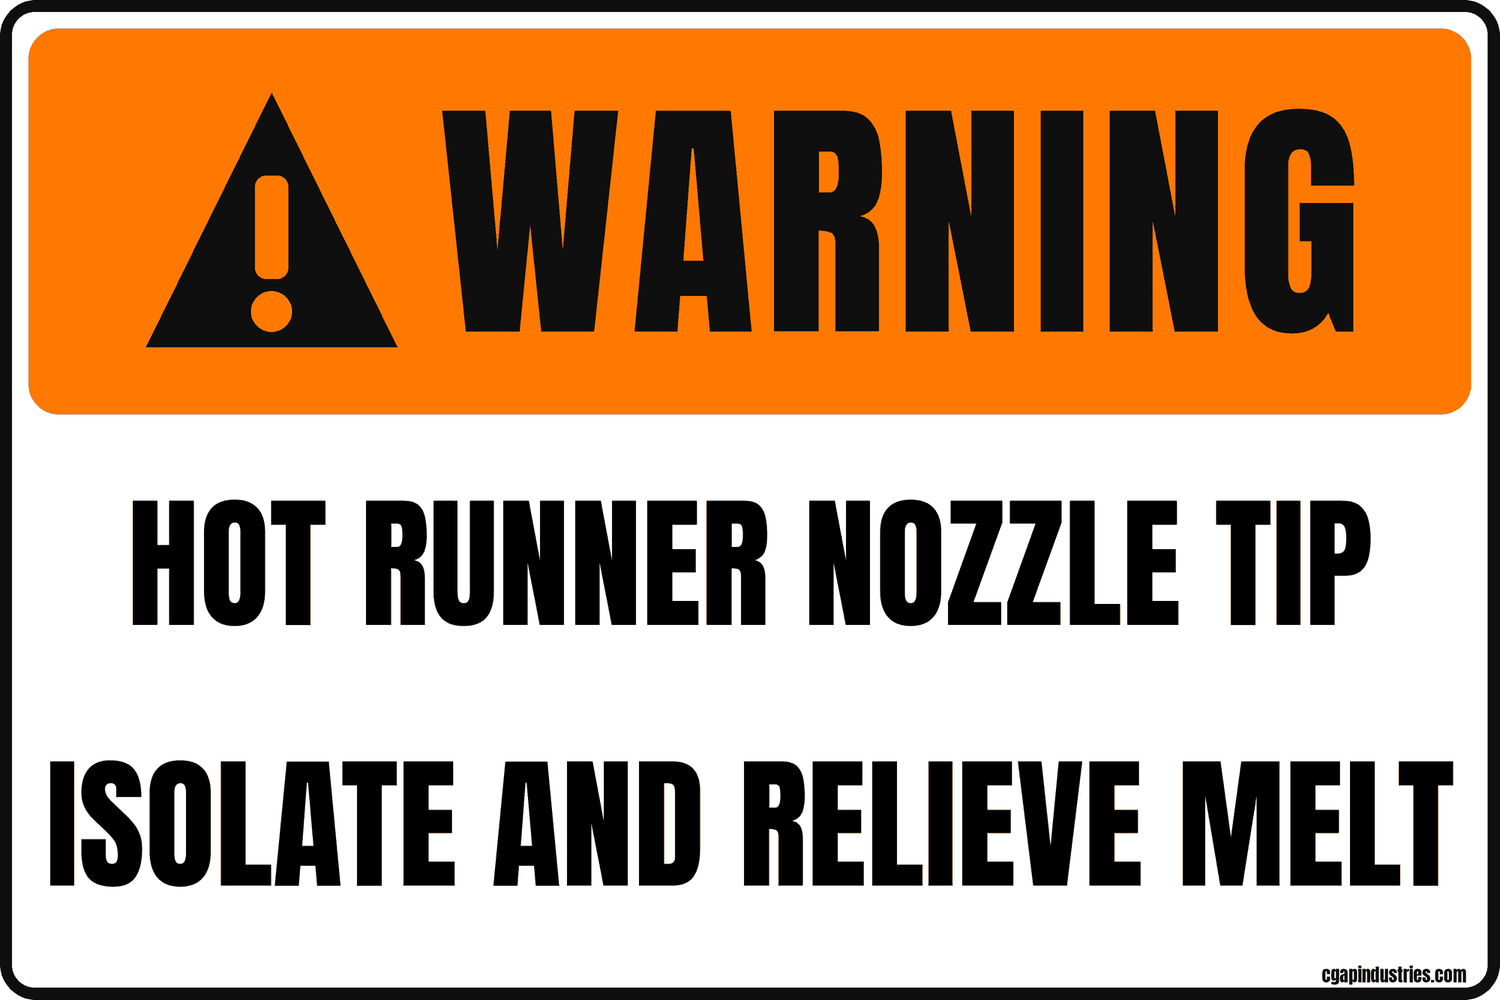 WARNING
HOT RUNNER NOZZLE TIP
ISOLATE AND RELIEVE MELT
cgapindustries.com